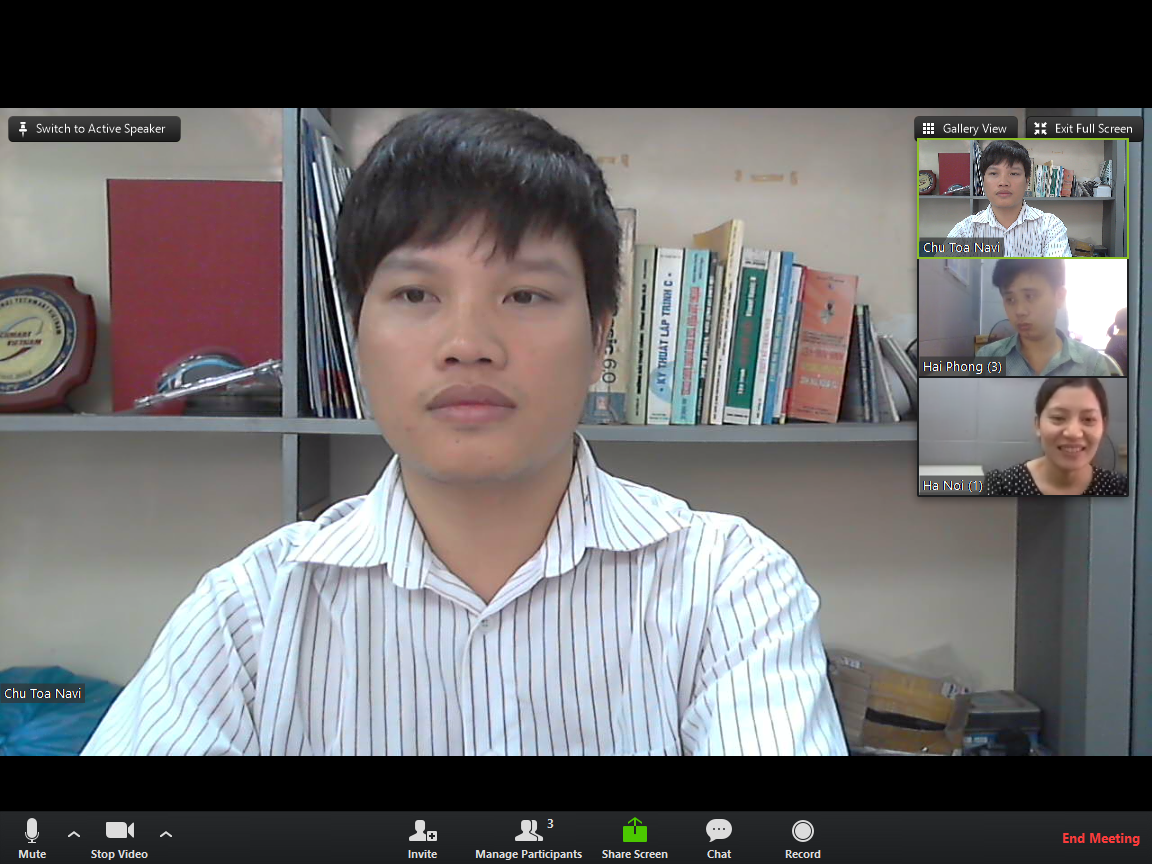 Switch to Active Speaker
Gallery View
Exit Full Screen
Chu Toa Navi
Hai Phong (3)
Ha Noi (1)
KỸ THUẬT LẬP TRÌNH C
Chu Toa Navi
Mute
Stop Video
Invite
3
Manage Participants
Share Screen
Chat
Record
End Meeting